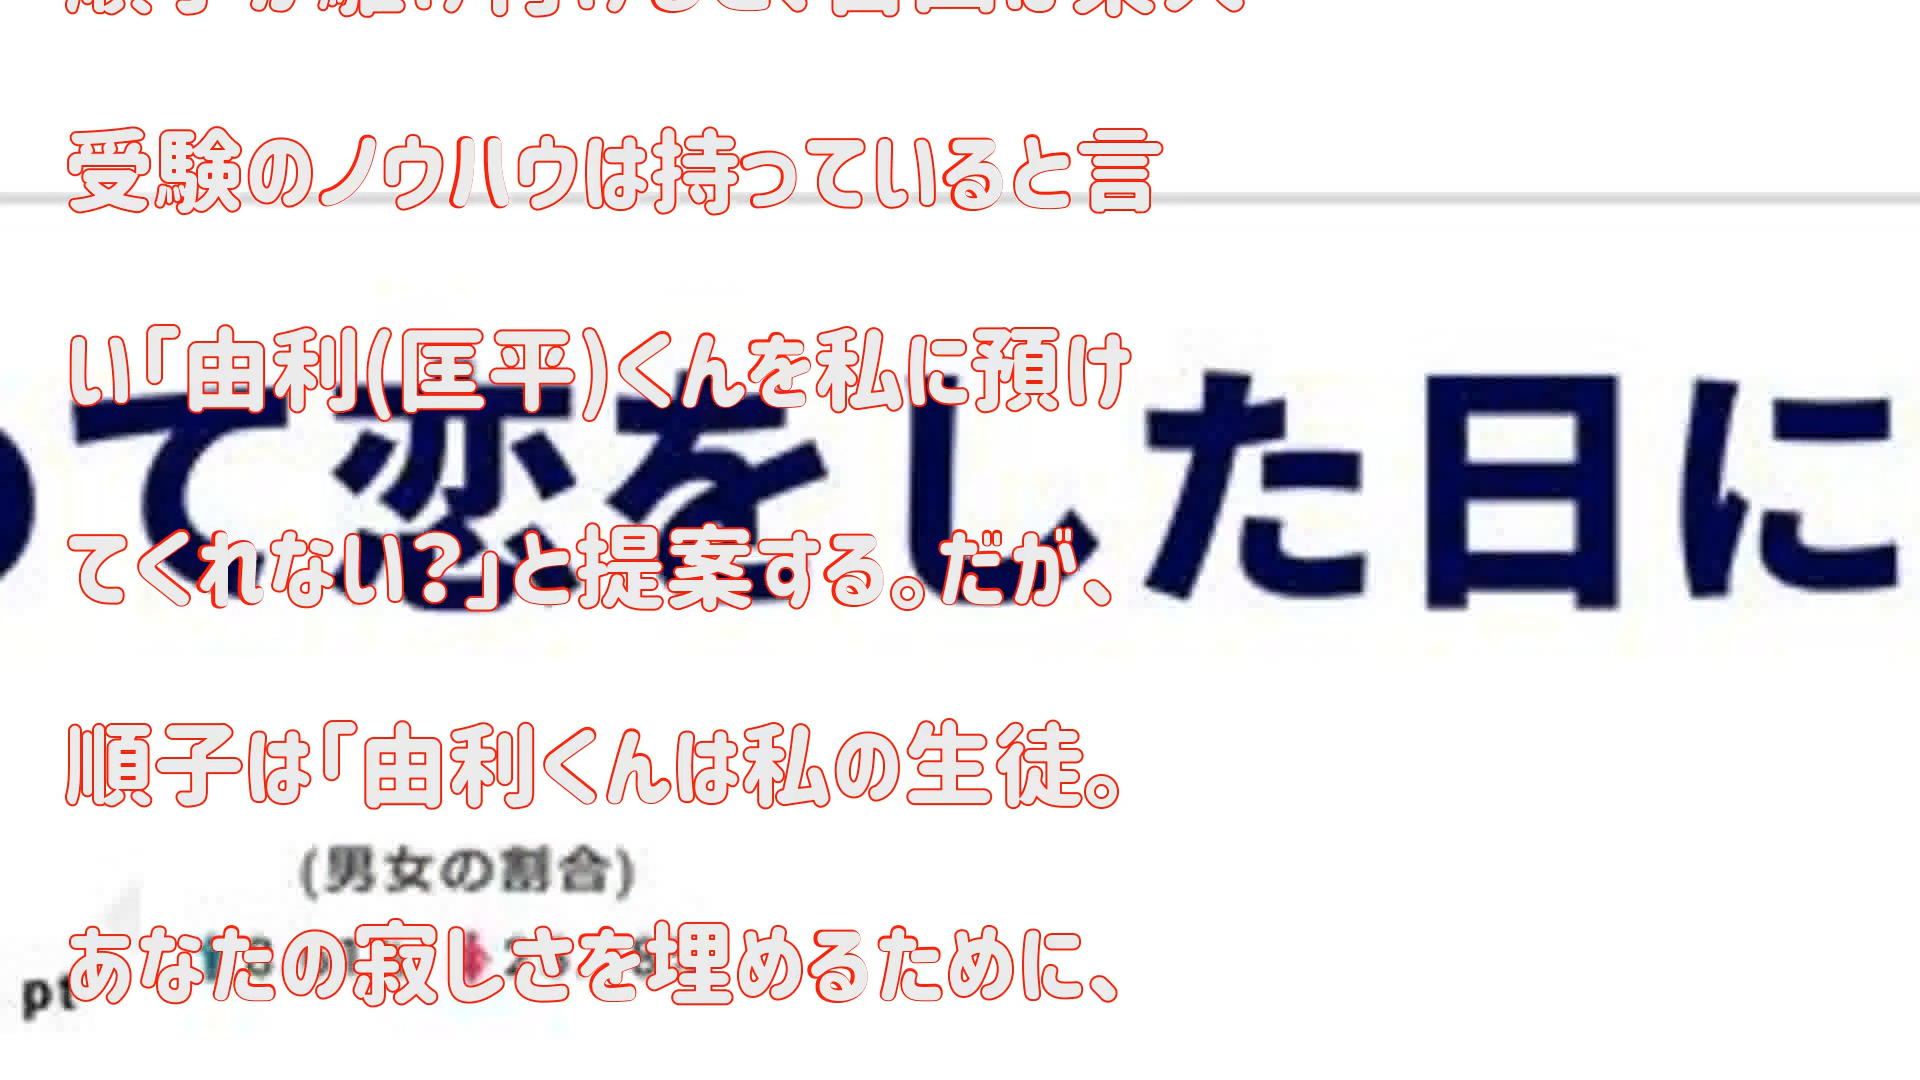 受験のノウハウは持っていると言
い「由利(匡平)くんを私に預け
て恋をした日に
てくれない?」と提案する。だが、
順子は「由利くんは私の生徒。
(男女の割合)
あなたの寂しさを埋めるために、
pt